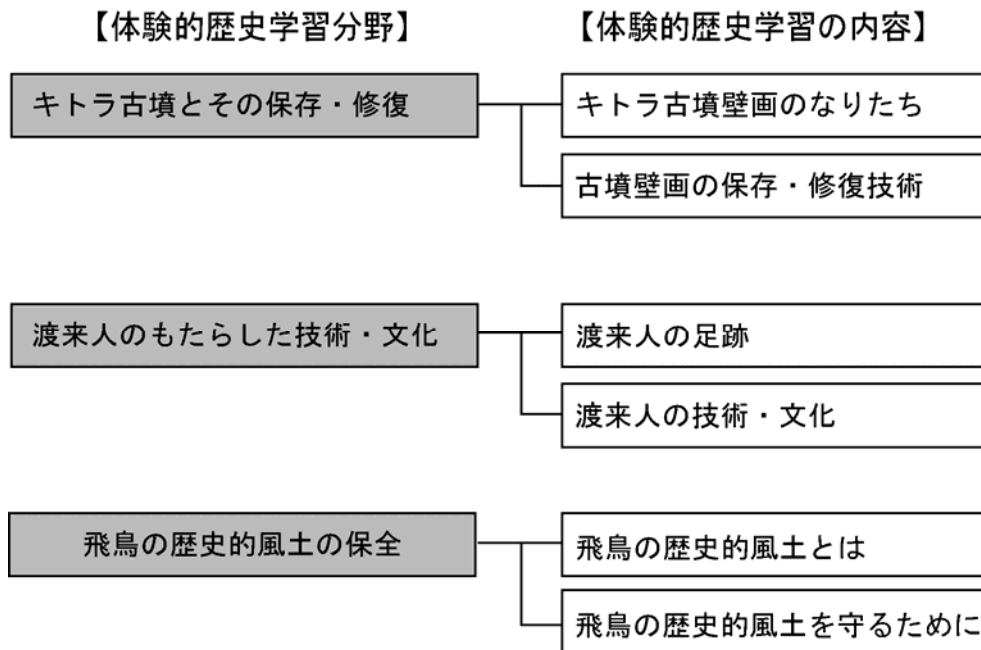 【体験的歴史学習分野】
【体験的歴史学習の内容】
キトラ古墳とその保存・修復
キトラ古墳壁画のなりたち
古墳壁画の保存・修復技術
渡来人のもたらした技術・文化
渡来人の足跡
渡来人の技術・文化
飛鳥の歴史的風土の保全
飛鳥の歴史的風土とは
飛鳥の歴史的風土を守るために